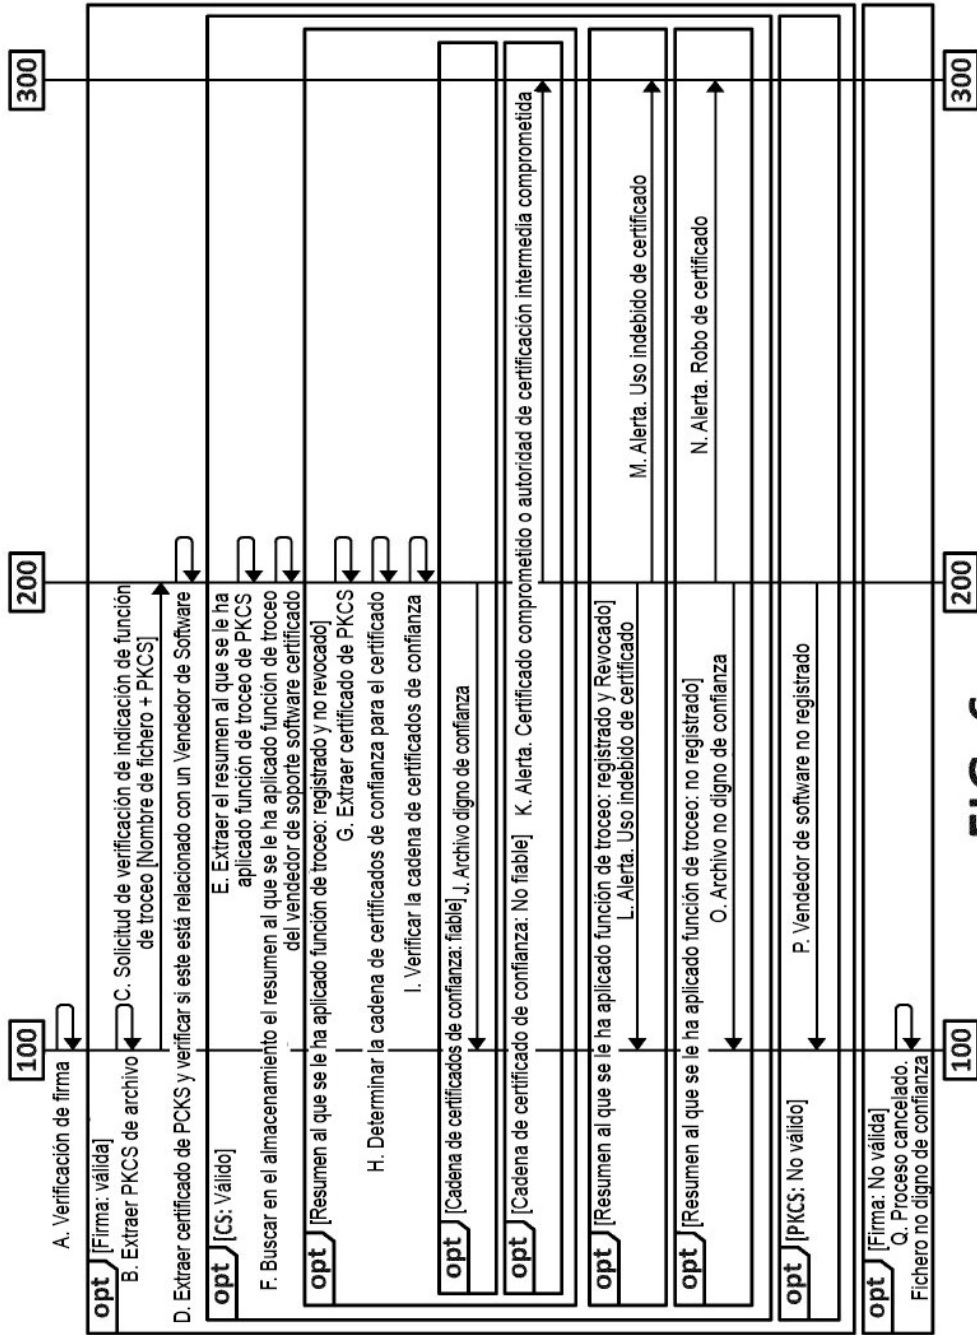 100
200
300
A. Verificación de firma
opt
[Firma: válida]
B. Extraer PKCS de archivo
C. Solicitud de verificación de indicación de función
de troceo [Nombre de fichero + PKCS]
D. Extraer certificado de PCKS y verificar si este está relacionado con un Vendedor de Software
opt
[CS: Válido]
E. Extraer el resumen al que se le ha
aplicado función de troceo de PKCS
F. Buscar en el almacenamiento el resumen al que se le ha aplicado función de troceo
del vendedor de soporte software certificado
opt
[Resumen al que se le ha aplicado función de troceo: registrado y no revocado]
G. Extraer certificado de PKCS
H. Determinar la cadena de certificados de confianza para el certificado
I. Verificar la cadena de certificados de confianza
opt
[Cadena de certificados de confianza: fiable]
J. Archivo digno de confianza
opt
[Cadena de certificado de confianza: No fiable]
K. Alerta. Certificado comprometido o autoridad de certificación intermedia comprometida
opt
[Resumen al que se le ha aplicado función de troceo: registrado y Revocado]
L. Alerta. Uso indebido de certificado
M. Alerta. Uso indebido de certificado
opt
[Resumen al que se le ha aplicado función de troceo: no registrado]
N. Alerta. Robo de certificado
O. Archivo no digno de confianza
opt
[PKCS: No válido]
P. Vendedor de software no registrado
opt
[Firma: No válida]
Q. Proceso cancelado.
Fichero no digno de confianza
100
200
300